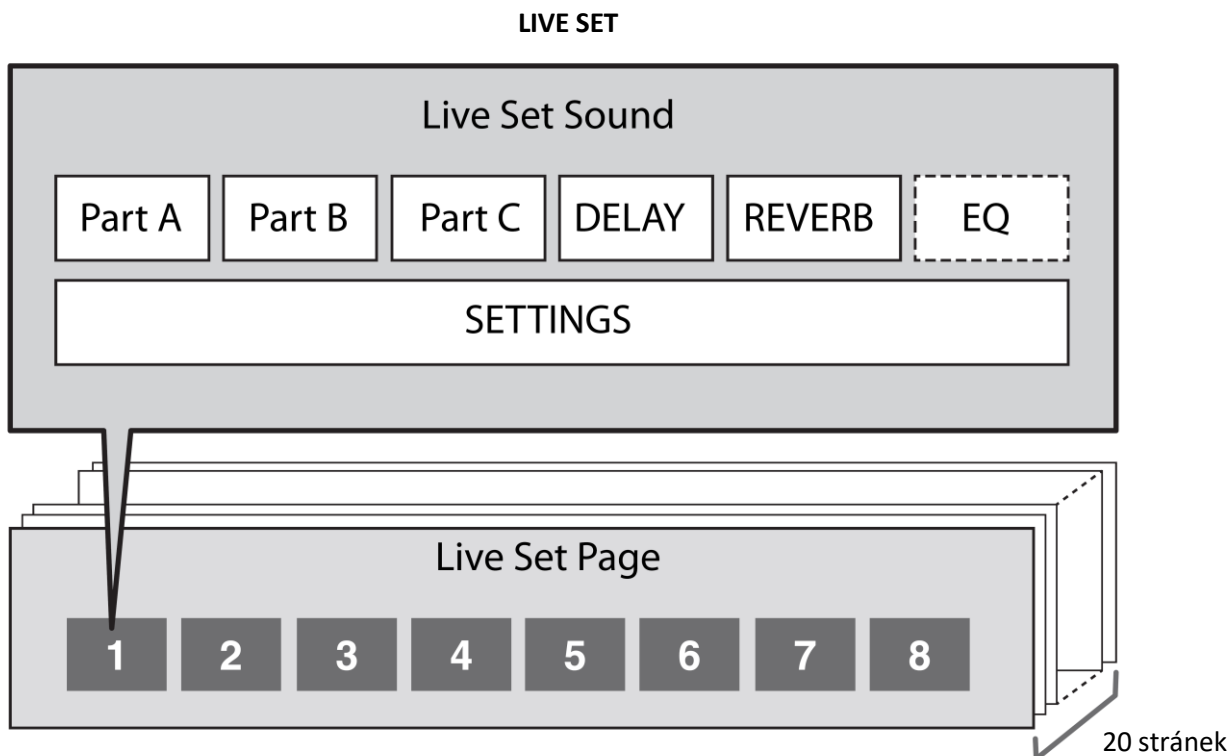 LIVE SET
Live Set Sound
Part A Part B Part C DELAY REVERB EQ
SETTINGS
Live Set Page
1 2 3 4 5 6 7 8
20 stránek